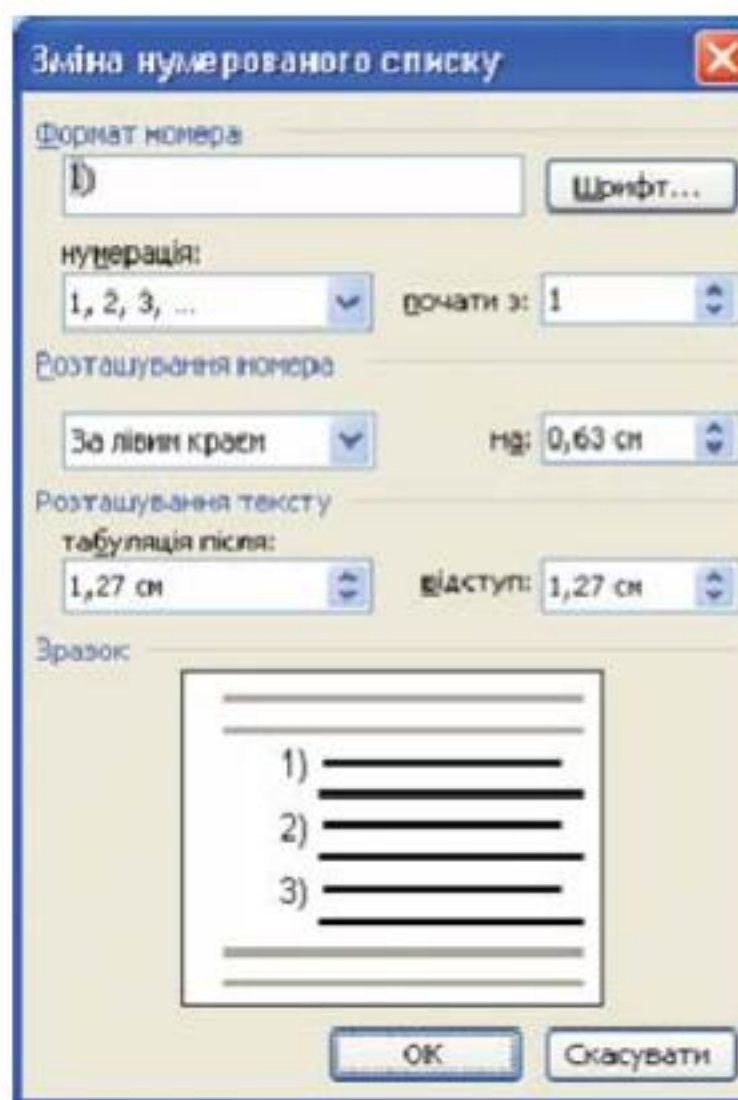 Зміна нумерованого списку
Формат номера
1)
Шрифт...
нумерація:
1, 2, 3, ...
почати з: 1
Розташування номера
За лівим краєм
на: 0,63 см
Розташування тексту
табуляція після:
1,27 см
відступ: 1,27 см
Зразок
1)
2)
3)
ОК
Скасувати